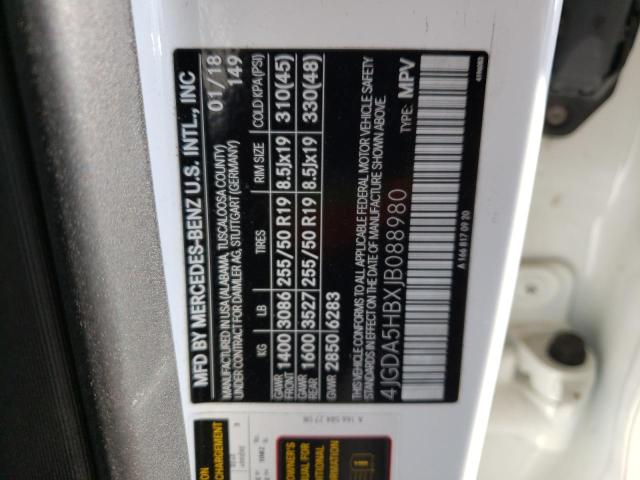 MFD BY MERCEDES-BENZ U.S. INTL., INC
MANUFACTURED IN USA (ALABAMA, TUSCALOOSA COUNTY) 01/18
UNDER CONTRACT FOR DAIMLER AG, STUTTGART (GERMANY) 149
KG LB TIRES RIM SIZE COLD KPA(PSI)
GAWR FRONT 1400 3086 255/50 R19 8.5Jx19 310(45)
GAWR REAR 1600 3527 255/50 R19 8.5Jx19 330(48)
GVWR 2850 6283
THIS VEHICLE CONFORMS TO ALL APPLICABLE FEDERAL MOTOR VEHICLE SAFETY
STANDARDS IN EFFECT ON THE DATE OF MANUFACTURE SHOWN ABOVE.
4JGDA5HBXJB088980 TYPE: MPV
A 166 817 09 20